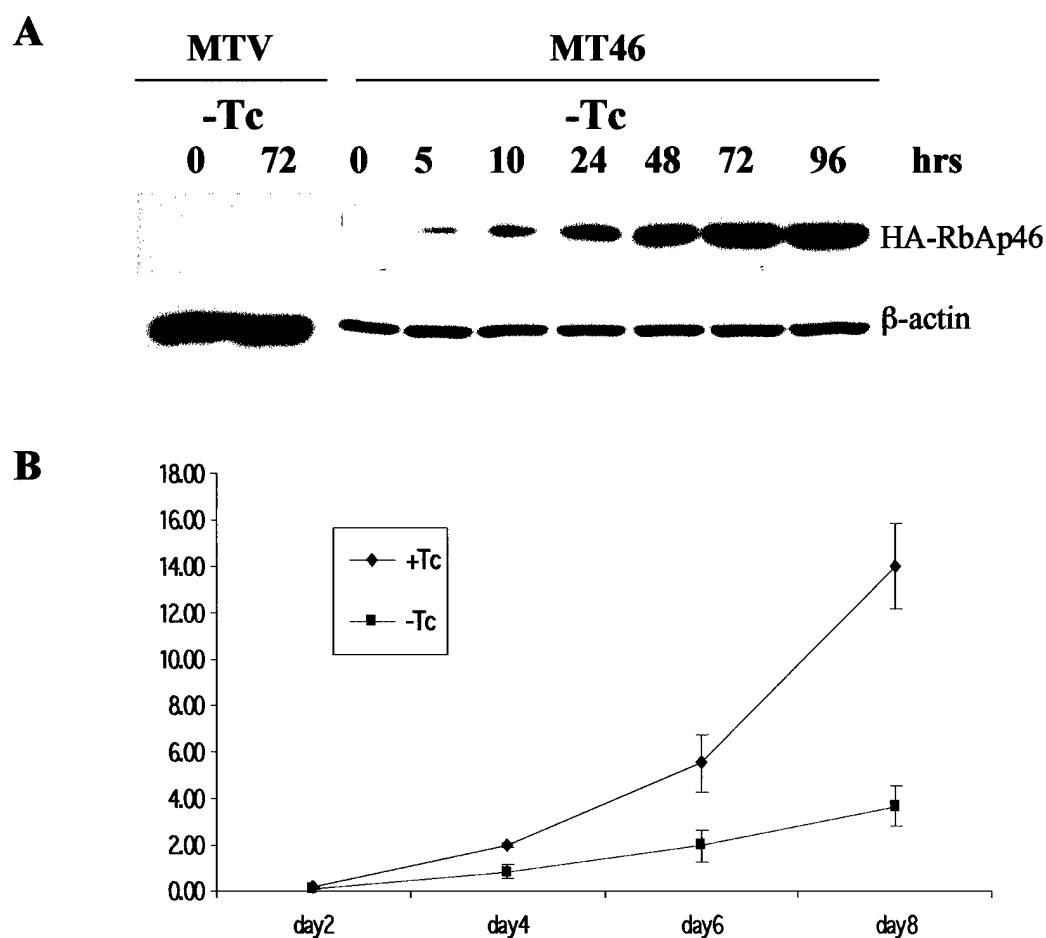 A
MTV MT46
-Tc -Tc
0 72 0 5 10 24 48 72 96 hrs
HA-RbAp46
β-actin
B
18.00
16.00
14.00
12.00
10.00
8.00
6.00
4.00
2.00
0.00
+Tc
-Tc
day2 day4 day6 day8